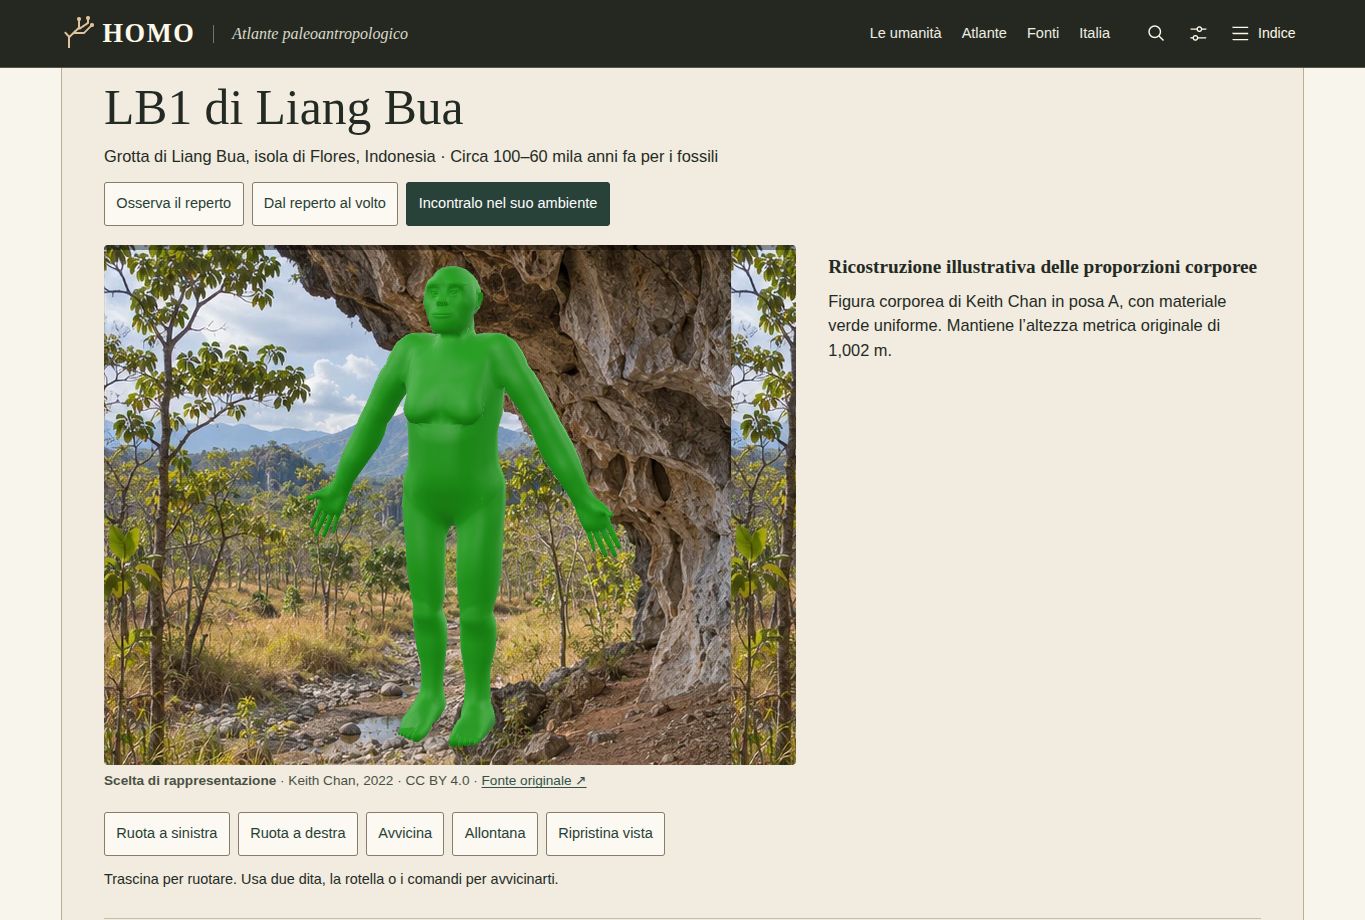 HOMO
Atlante paleoantropologico
Le umanità
Atlante
Fonti
Italia
Indice
LB1 di Liang Bua
Grotta di Liang Bua, isola di Flores, Indonesia · Circa 100–60 mila anni fa per i fossili
Osserva il reperto
Dal reperto al volto
Incontralo nel suo ambiente
Ricostruzione illustrativa delle proporzioni corporee
Figura corporea di Keith Chan in posa A, con materiale
verde uniforme. Mantiene l’altezza metrica originale di
1,002 m.
Scelta di rappresentazione · Keith Chan, 2022 · CC BY 4.0 · Fonte originale ↗
Ruota a sinistra
Ruota a destra
Avvicina
Allontana
Ripristina vista
Trascina per ruotare. Usa due dita, la rotella o i comandi per avvicinarti.